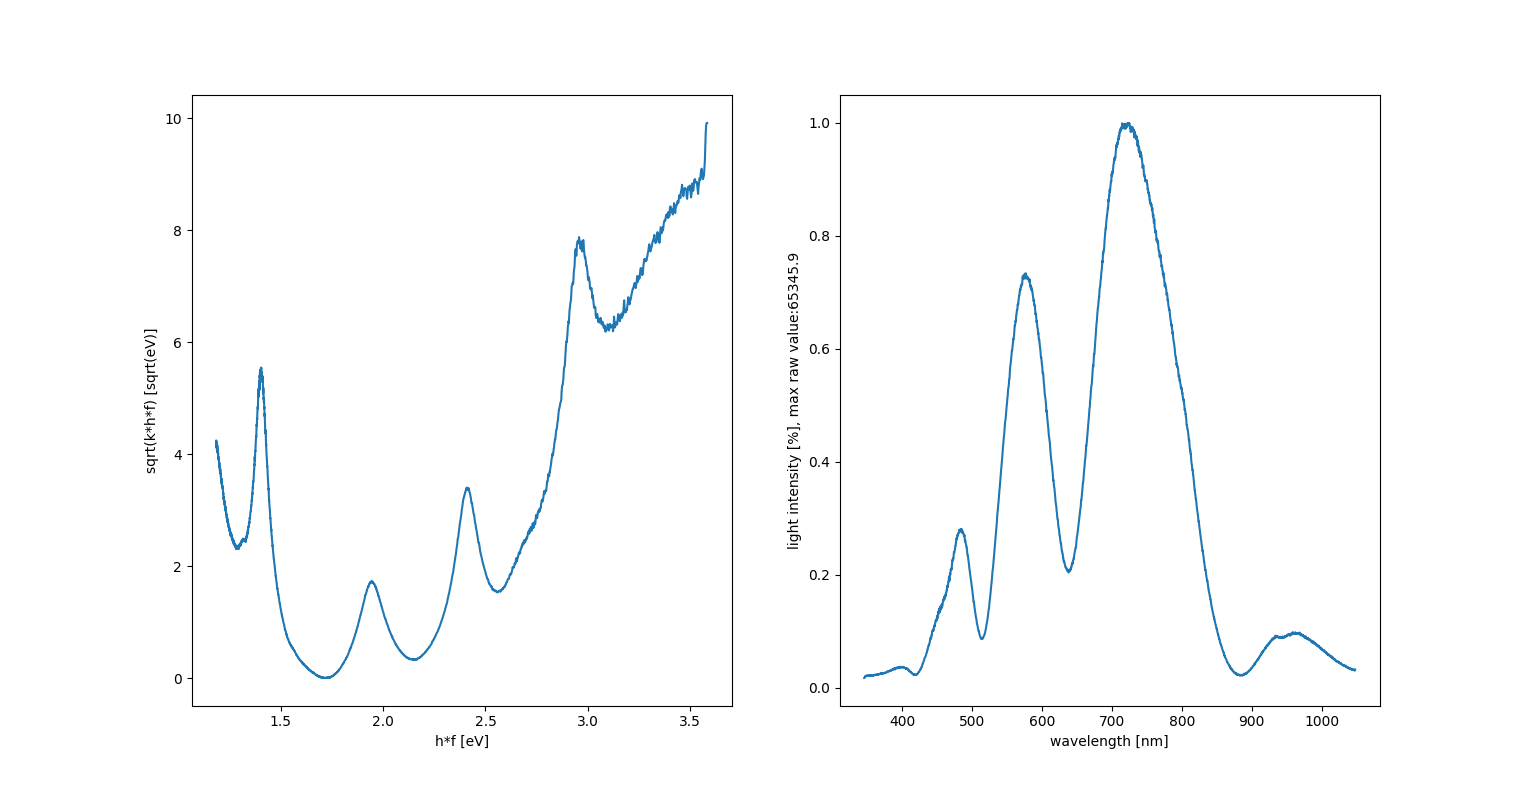 10
8
6
4
2
0
sqrt(k*h*f) [sqrt(eV)]
1.5 2.0 2.5 3.0 3.5
h*f [eV]
1.0
0.8
0.6
0.4
0.2
0.0
light intensity [%], max raw value:65345.9
400 500 600 700 800 900 1000
wavelength [nm]